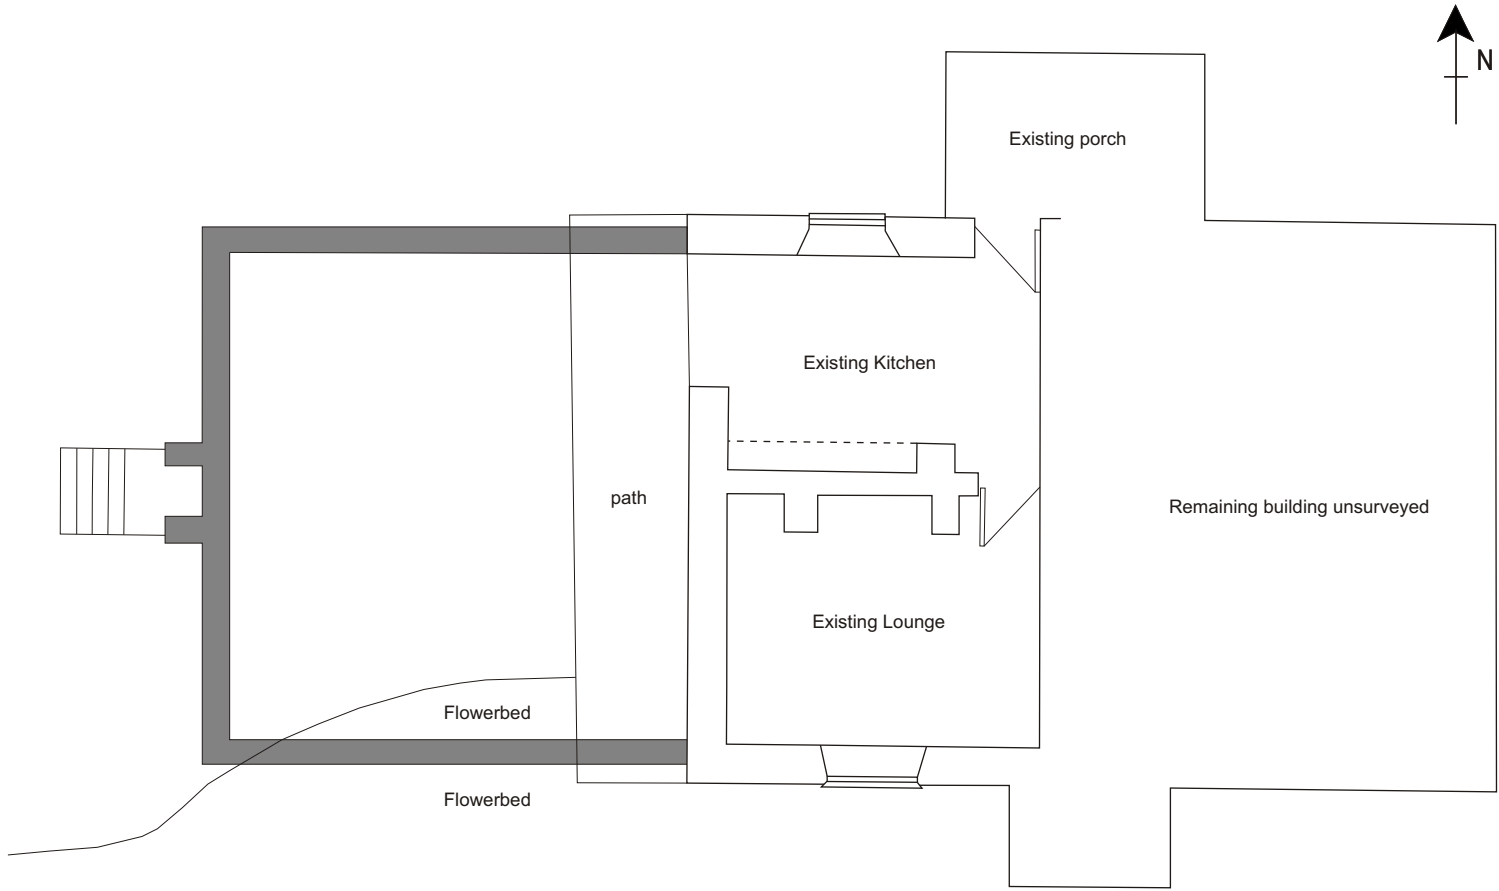 N
Existing porch
Existing Kitchen
path
Remaining building unsurveyed
Existing Lounge
Flowerbed
Flowerbed